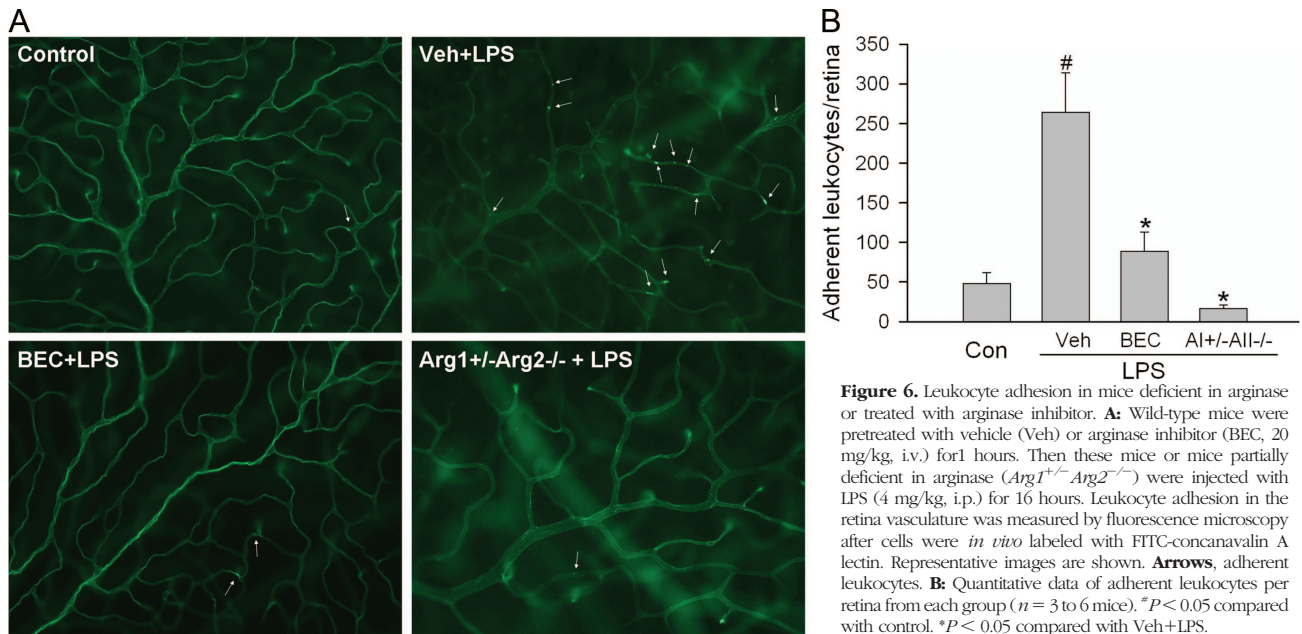 A
Control
Veh+LPS
BEC+LPS
Arg1+/-Arg2-/- + LPS
B
Adherent leukocytes/retina
350
300
250
200
150
100
50
0
#
*
*
Con
Veh
BEC
AI+/-AII-/-
LPS
Figure 6. Leukocyte adhesion in mice deficient in arginase
or treated with arginase inhibitor. A: Wild-type mice were
pretreated with vehicle (Veh) or arginase inhibitor (BEC, 20
mg/kg, i.v.) for1 hours. Then these mice or mice partially
deficient in arginase (Arg1+/−Arg2−/−) were injected with
LPS (4 mg/kg, i.p.) for 16 hours. Leukocyte adhesion in the
retina vasculature was measured by fluorescence microscopy
after cells were in vivo labeled with FITC-concanavalin A
lectin. Representative images are shown. Arrows, adherent
leukocytes. B: Quantitative data of adherent leukocytes per
retina from each group (n = 3 to 6 mice). #P < 0.05 compared
with control. *P < 0.05 compared with Veh+LPS.